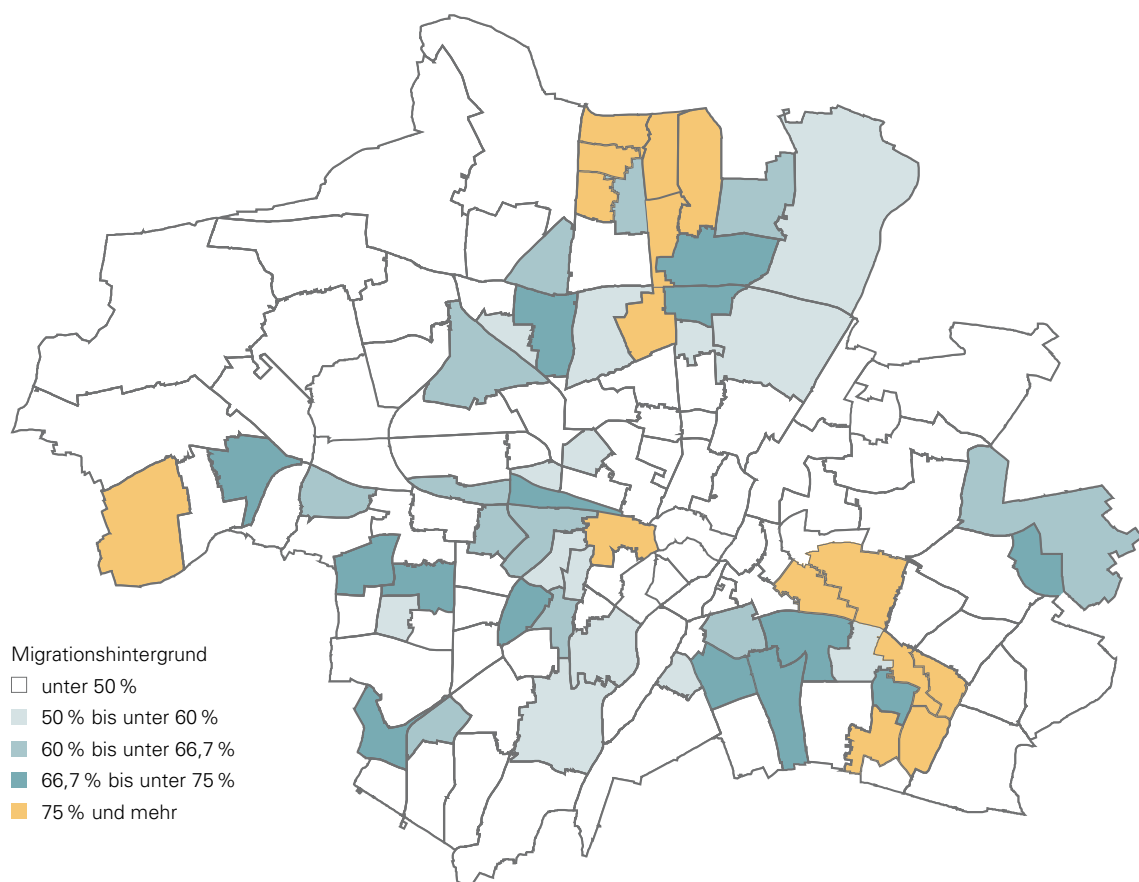 Migrationshintergrund
unter 50 %
50 % bis unter 60 %
60 % bis unter 66,7 %
66,7 % bis unter 75 %
75 % und mehr